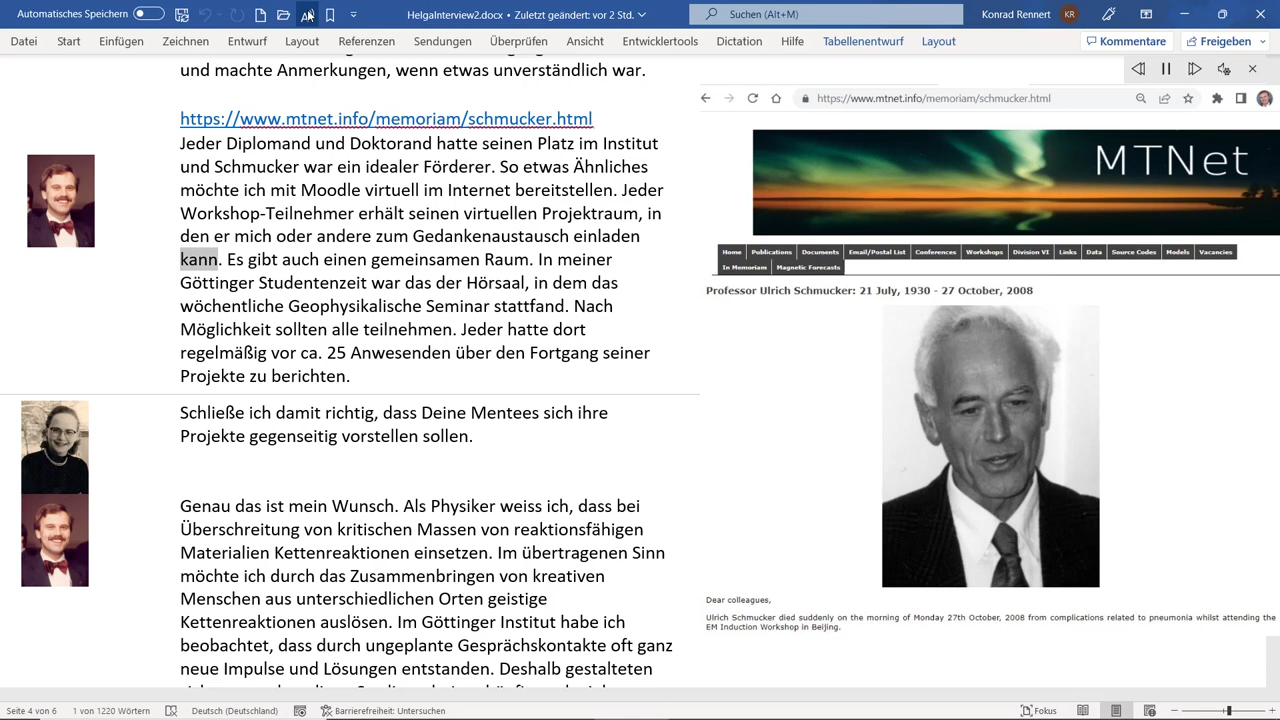 Automatisches Speichern
HelgaInterview2.docx • Zuletzt geändert: vor 2 Std.
Suchen (Alt+M)
Konrad Rennert
KR
Datei Start Einfügen Zeichnen Entwurf Layout Referenzen Sendungen Überprüfen Ansicht Entwicklertools Dictation Hilfe Tabellenentwurf Layout
Kommentare
Freigeben
und machte Anmerkungen, wenn etwas unverständlich war.
https://www.mtnet.info/memoriam/schmucker.html
Jeder Diplomand und Doktorand hatte seinen Platz im Institut
und Schmucker war ein idealer Förderer. So etwas Ähnliches
möchte ich mit Moodle virtuell im Internet bereitstellen. Jeder
Workshop-Teilnehmer erhält seinen virtuellen Projektraum, in
den er mich oder andere zum Gedankenaustausch einladen
kann. Es gibt auch einen gemeinsamen Raum. In meiner
Göttinger Studentenzeit war das der Hörsaal, in dem das
wöchentliche Geophysikalische Seminar stattfand. Nach
Möglichkeit sollten alle teilnehmen. Jeder hatte dort
regelmäßig vor ca. 25 Anwesenden über den Fortgang seiner
Projekte zu berichten.
Schließe ich damit richtig, dass Deine Mentees sich ihre
Projekte gegenseitig vorstellen sollen.
Genau das ist mein Wunsch. Als Physiker weiss ich, dass bei
Überschreitung von kritischen Massen von reaktionsfähigen
Materialien Kettenreaktionen einsetzen. Im übertragenen Sinn
möchte ich durch das Zusammenbringen von kreativen
Menschen aus unterschiedlichen Orten geistige
Kettenreaktionen auslösen. Im Göttinger Institut habe ich
beobachtet, dass durch ungeplante Gesprächskontakte oft ganz
neue Impulse und Lösungen entstanden. Deshalb gestalteten
https://www.mtnet.info/memoriam/schmucker.html
MTNet
Home Publications Documents Email/Postal List Conferences Workshops Division VI Links Data Source Codes Models Vacancies
In Memoriam Magnetic Forecasts
Professor Ulrich Schmucker: 21 July, 1930 - 27 October, 2008
Dear colleagues,
Ulrich Schmucker died suddenly on the morning of Monday 27th October, 2008 from complications related to pneumonia whilst attending the
EM Induction Workshop in Beijing.
Seite 4 von 6 1 von 1220 Wörtern Deutsch (Deutschland) Barrierefreiheit: Untersuchen
Fokus